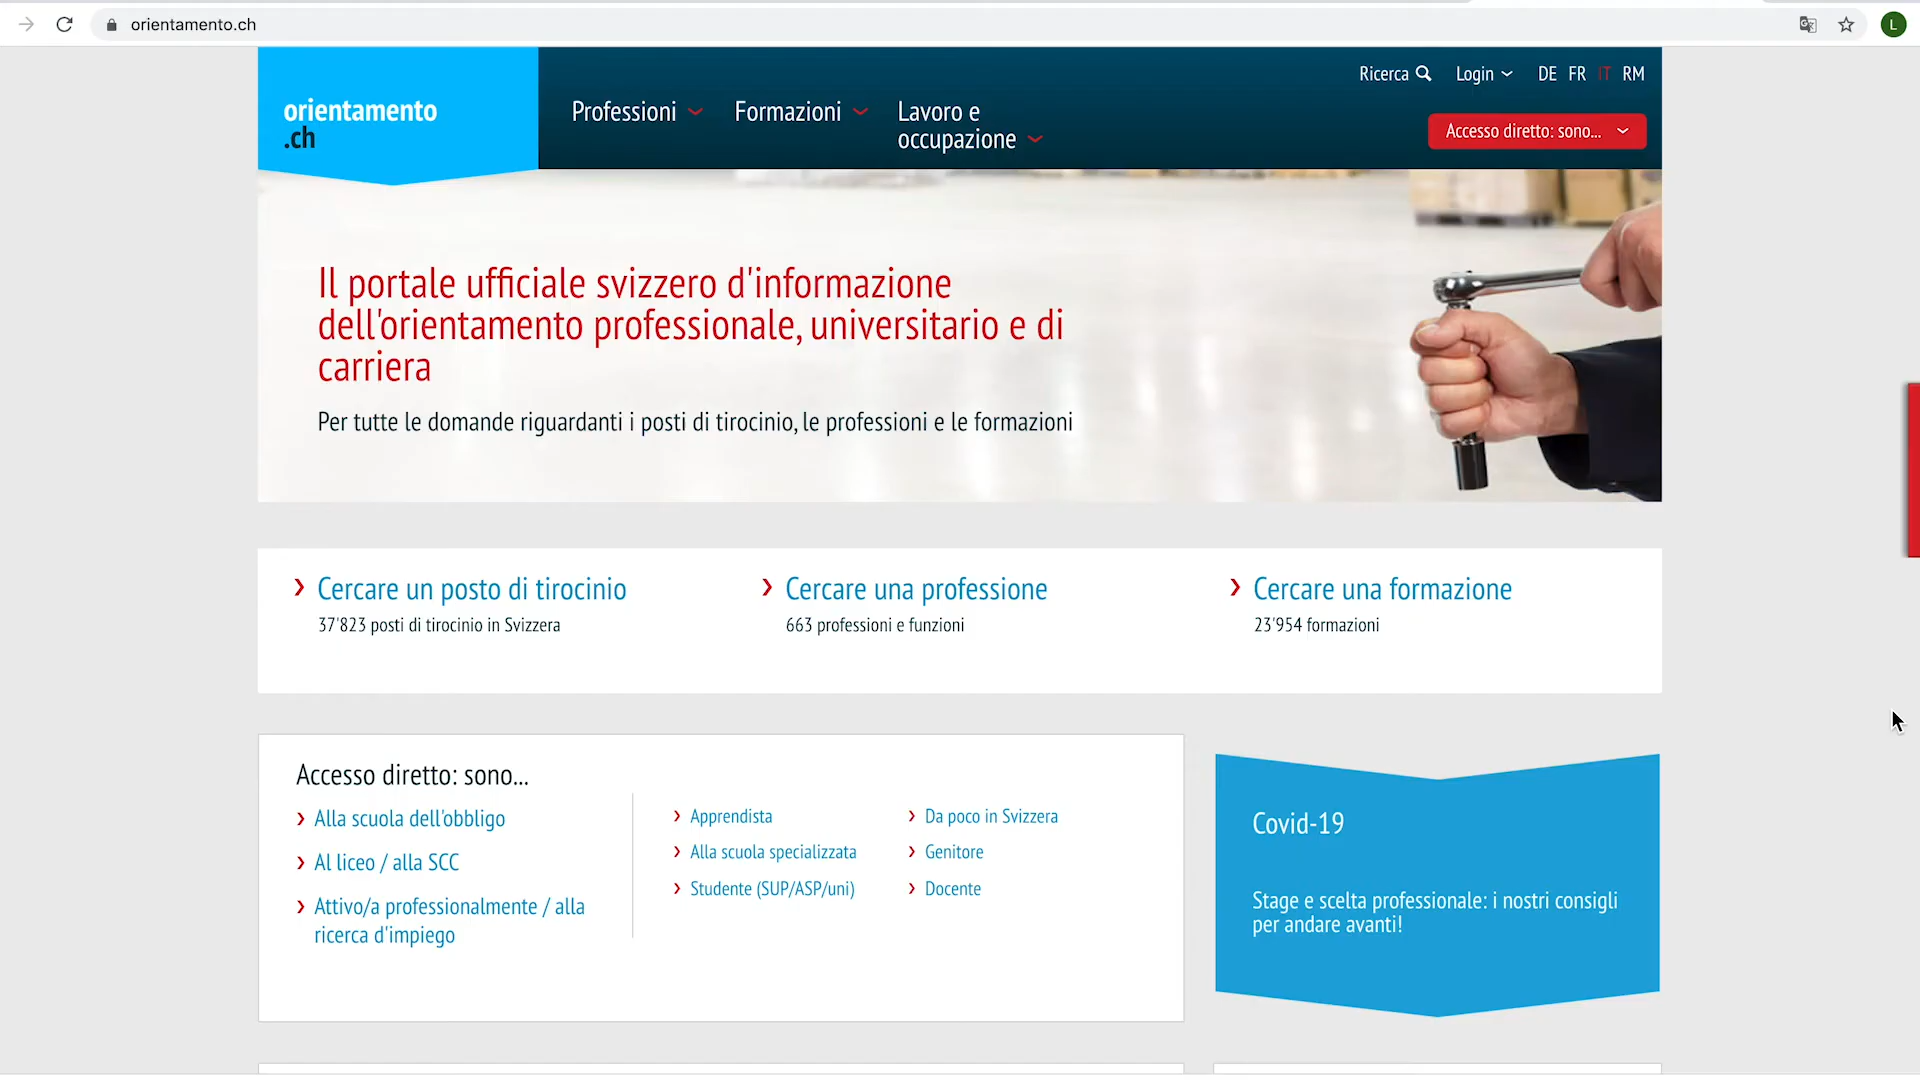 orientamento.ch
L
orientamento
.ch
Professioni
Formazioni
Lavoro e
occupazione
Ricerca
Login
DE FR IT RM
Accesso diretto: sono...
Il portale ufficiale svizzero d'informazione
dell'orientamento professionale, universitario e di
carriera
Per tutte le domande riguardanti i posti di tirocinio, le professioni e le formazioni
Cercare un posto di tirocinio
37'823 posti di tirocinio in Svizzera
Cercare una professione
663 professioni e funzioni
Cercare una formazione
23'954 formazioni
Accesso diretto: sono...
Alla scuola dell'obbligo
Al liceo / alla SCC
Attivo/a professionalmente / alla
ricerca d'impiego
Apprendista
Alla scuola specializzata
Studente (SUP/ASP/uni)
Da poco in Svizzera
Genitore
Docente
Covid-19
Stage e scelta professionale: i nostri consigli
per andare avanti!